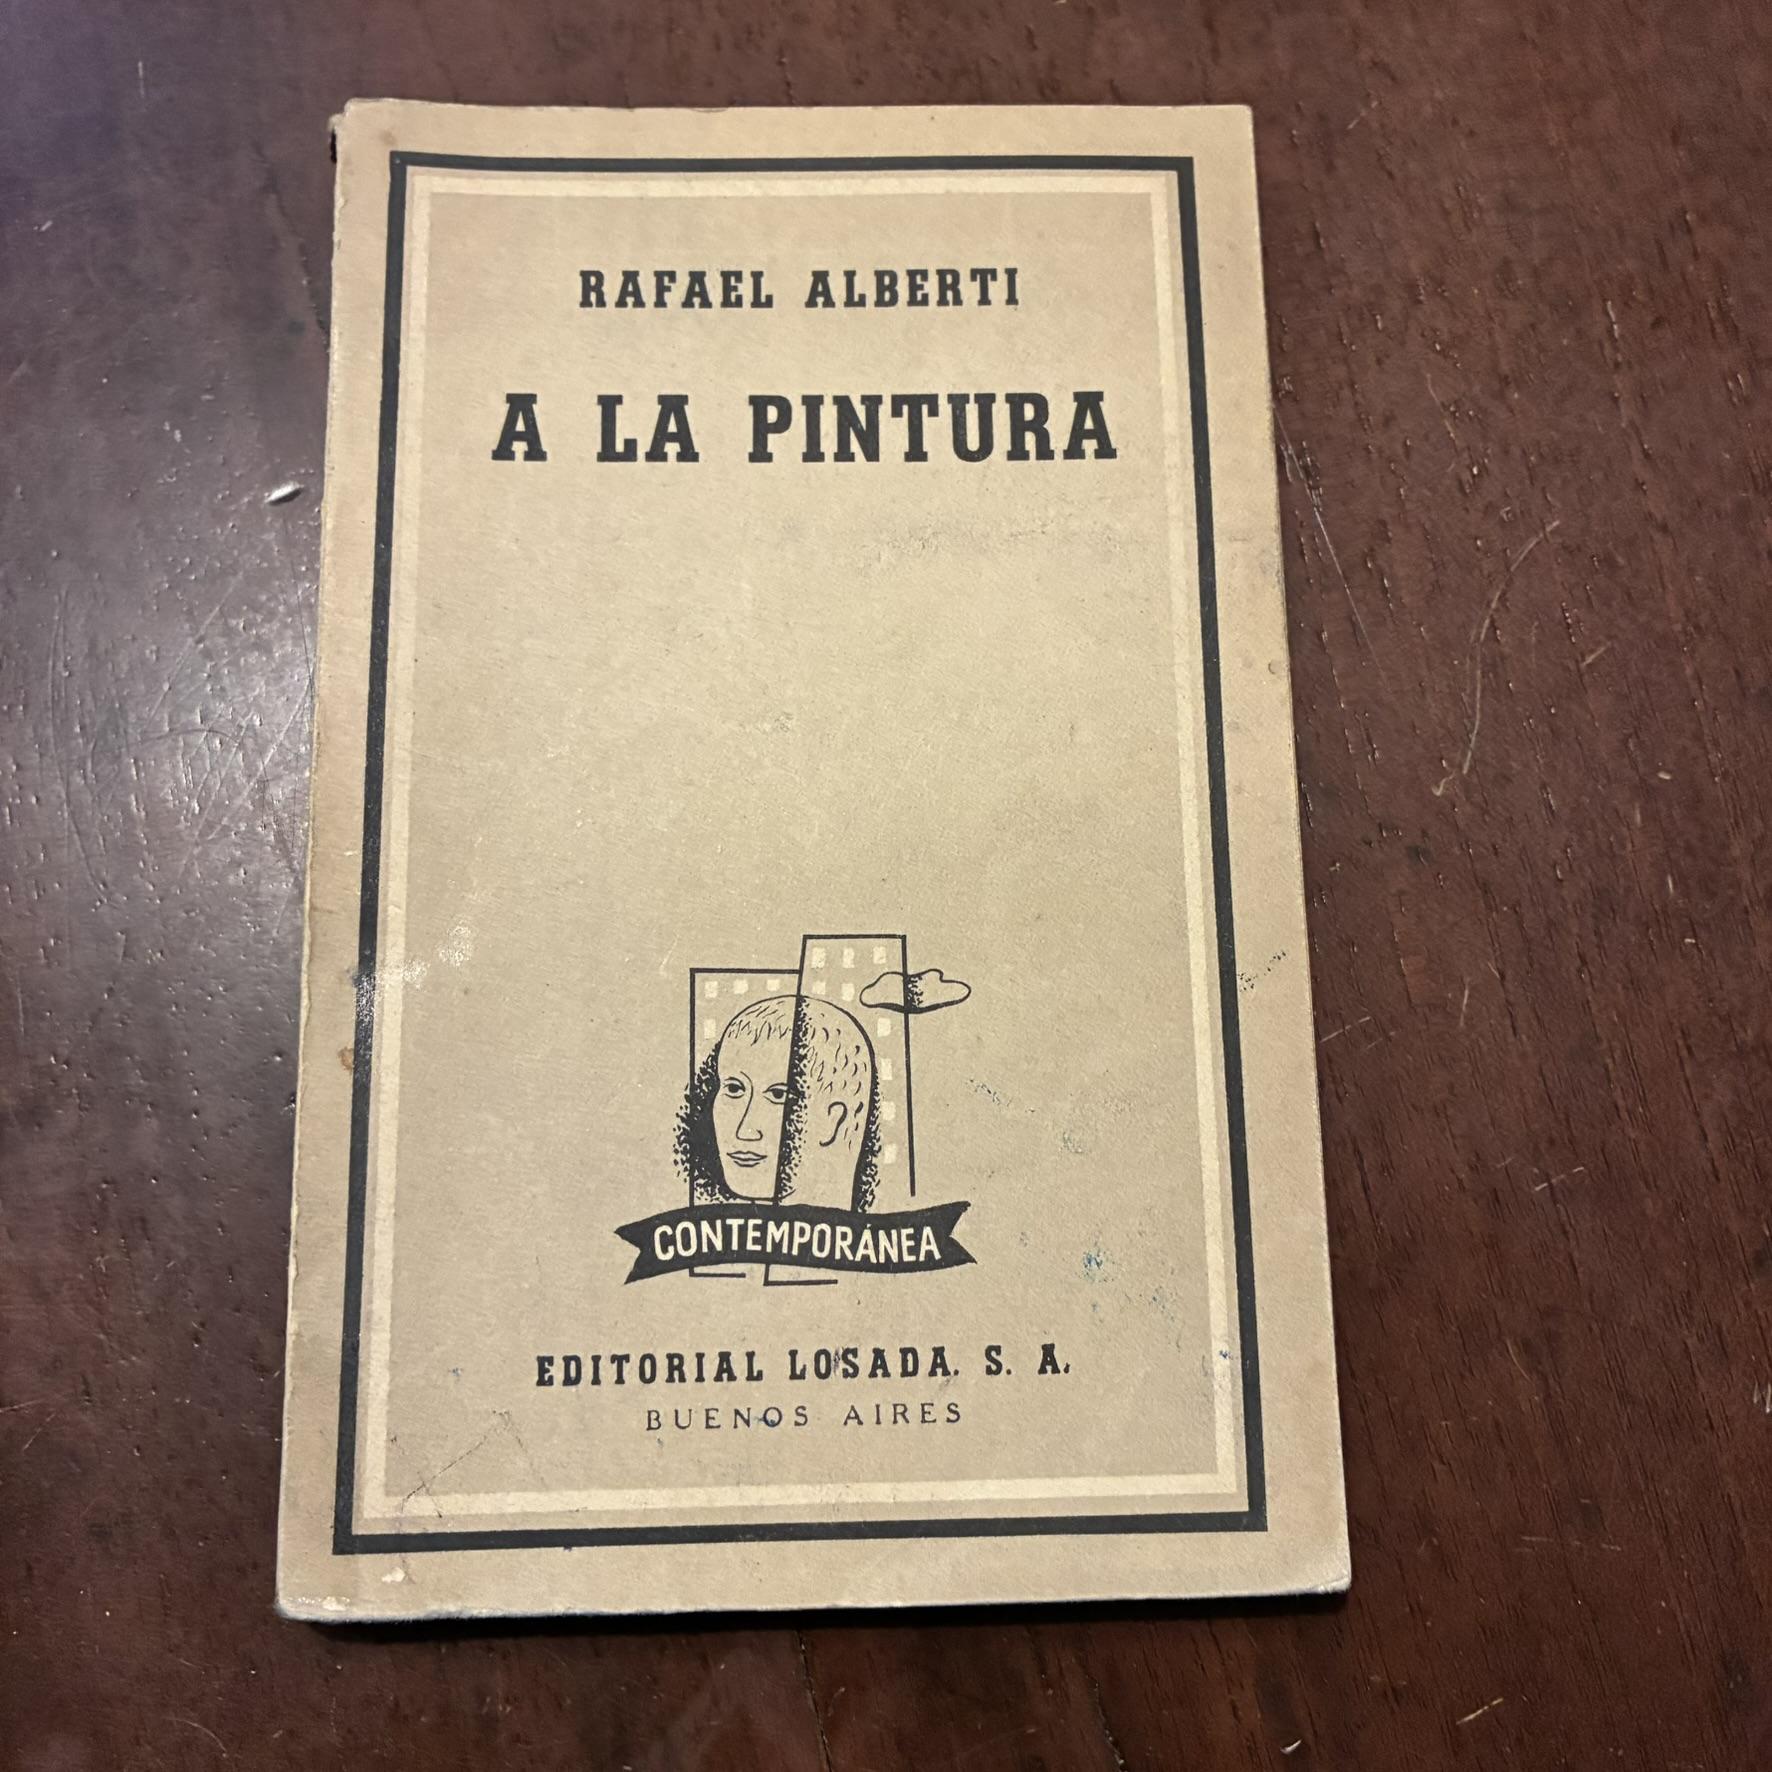 RAFAEL ALBERTI
A LA PINTURA
CONTEMPORÁNEA
EDITORIAL LOSADA. S. A.
BUENOS AIRES